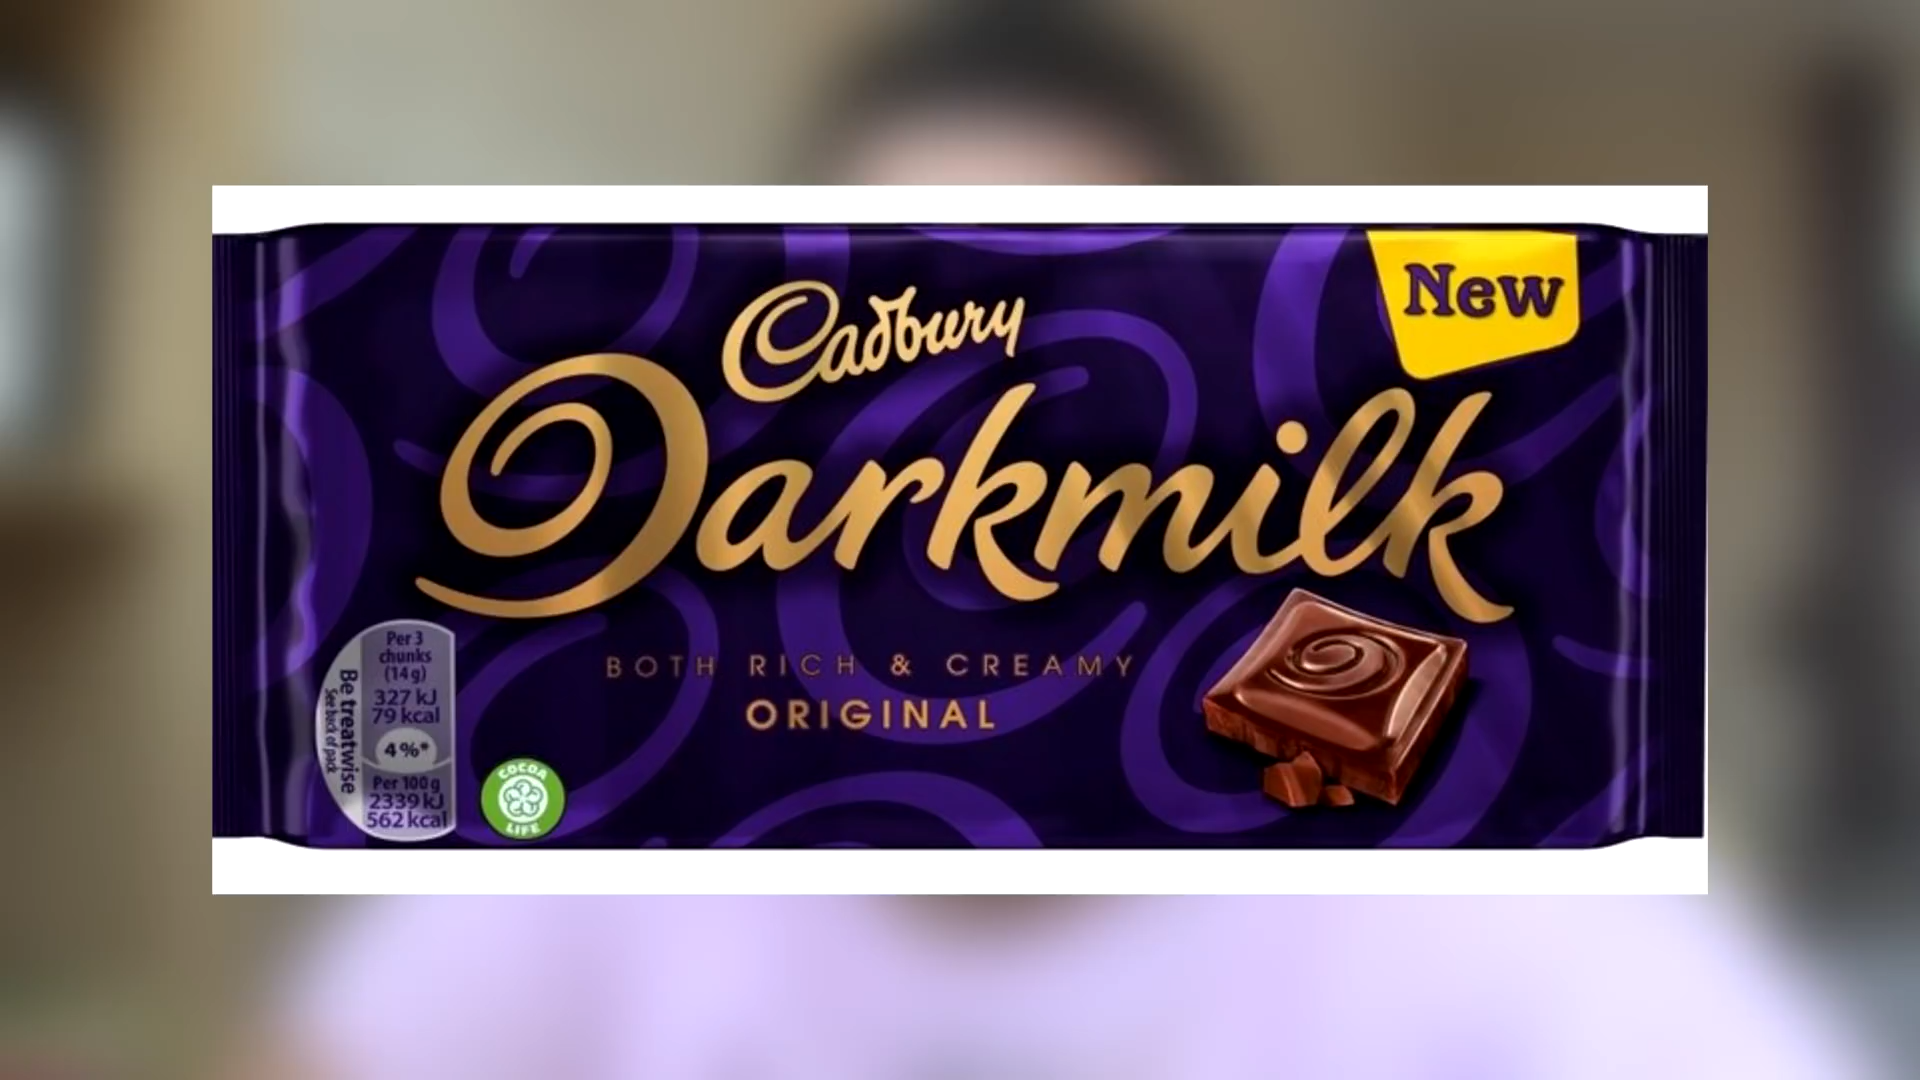 Cadbury
New
Darkmilk
BOTH RICH & CREAMY
ORIGINAL
Be treatwise
See back of pack
Per 3
chunks
(14g)
327 kJ
79 kcal
4%*
Per 100g
2339 kJ
562 kcal
COCOA
LIFE